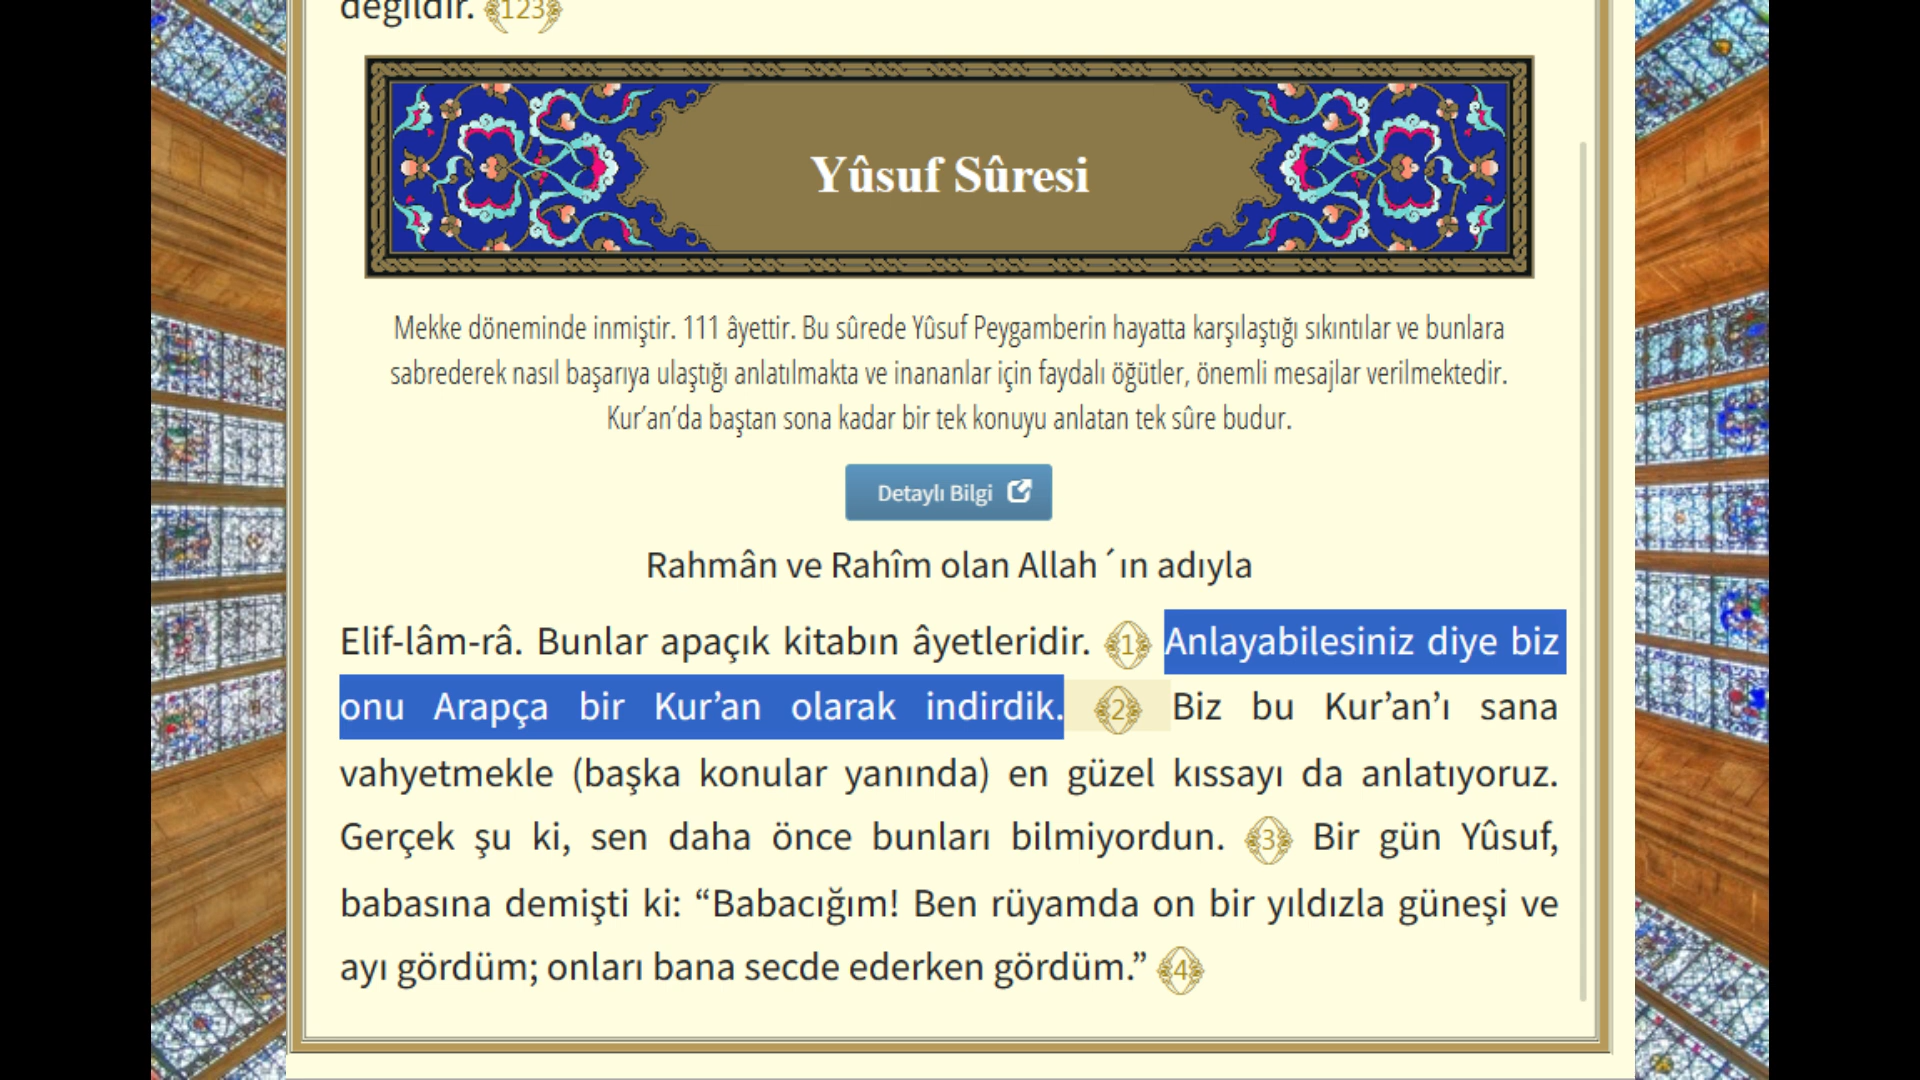 değildir. 123
Yûsuf Sûresi
Mekke döneminde inmiştir. 111 âyettir. Bu sûrede Yûsuf Peygamberin hayatta karşılaştığı sıkıntılar ve bunlara
sabrederek nasıl başarıya ulaştığı anlatılmakta ve inananlar için faydalı öğütler, önemli mesajlar verilmektedir.
Kur’an’da baştan sona kadar bir tek konuyu anlatan tek sûre budur.
Detaylı Bilgi
Rahmân ve Rahîm olan Allah´ın adıyla
Elif-lâm-râ. Bunlar apaçık kitabın âyetleridir. 1 Anlayabilesiniz diye biz
onu Arapça bir Kur’an olarak indirdik. 2 Biz bu Kur’an’ı sana
vahyetmekle (başka konular yanında) en güzel kıssayı da anlatıyoruz.
Gerçek şu ki, sen daha önce bunları bilmiyordun. 3 Bir gün Yûsuf,
babasına demişti ki: “Babacığım! Ben rüyamda on bir yıldızla güneşi ve
ayı gördüm; onları bana secde ederken gördüm.” 4